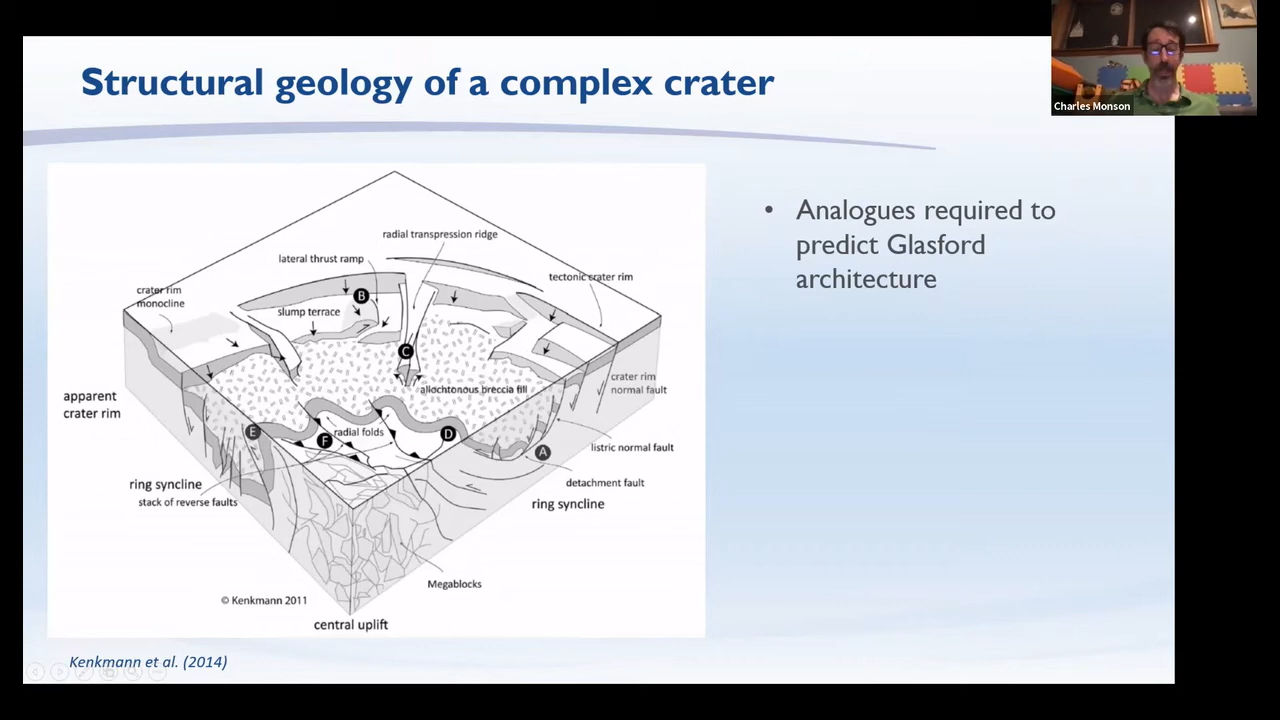 Structural geology of a complex crater
Charles Monson
• Analogues required to
predict Glasford
architecture
radial transpression ridge
lateral thrust ramp
tectonic crater rim
crater rim
monocline
B
slump terrace
C
allochtonous breccia fill
crater rim
normal fault
apparent
crater rim
E
F
radial folds
D
A
listric normal fault
ring syncline
detachment fault
stack of reverse faults
ring syncline
Megablocks
© Kenkmann 2011
central uplift
Kenkmann et al. (2014)